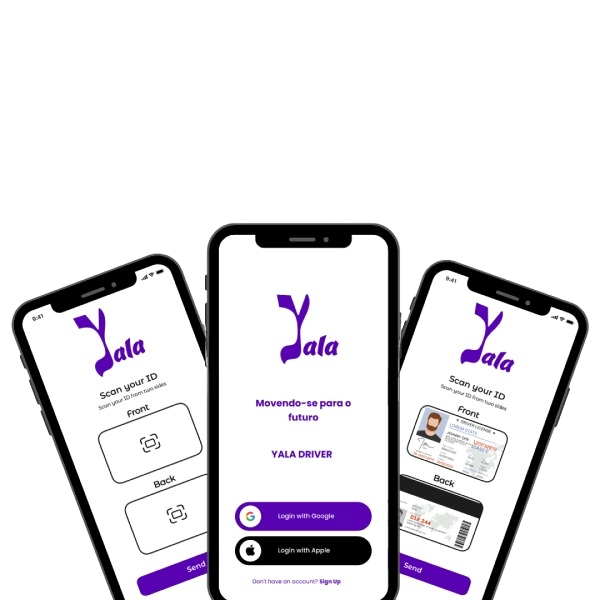 9:41
Yala
Scan your ID
Scan your ID from two sides
Front
Back
Send
Yala
Movendo-se para o
futuro
YALA DRIVER
Login with Google
Login with Apple
Don't have an account? Sign Up
9:41
Yala
Scan your ID
Scan your ID from two sides
Front
DRIVER LICENSE
Back
Send